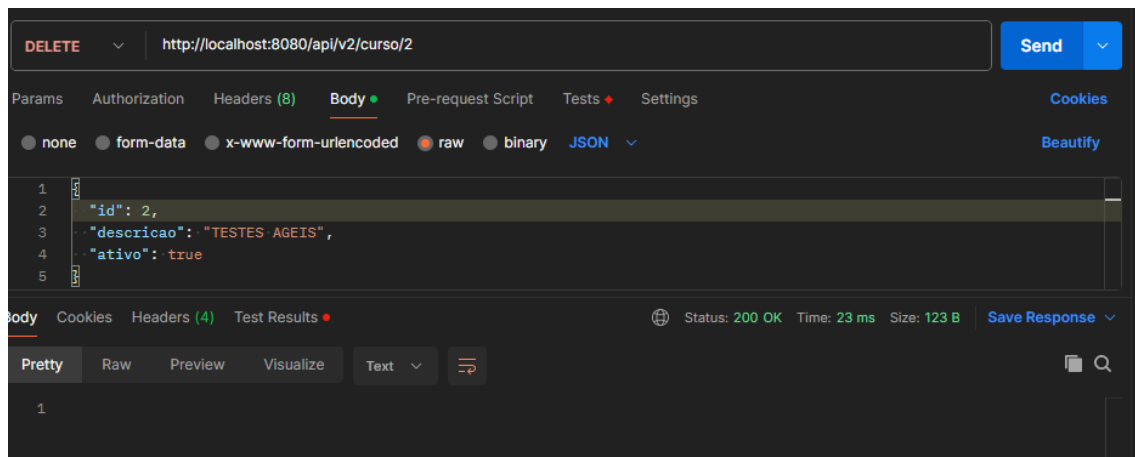 DELETE http://localhost:8080/api/v2/curso/2 Send
Params Authorization Headers (8) Body Pre-request Script Tests Settings Cookies
none form-data x-www-form-urlencoded raw binary JSON Beautify
1 {
2 "id": 2,
3 "descricao": "TESTES AGEIS",
4 "ativo": true
5 }
Body Cookies Headers (4) Test Results Status: 200 OK Time: 23 ms Size: 123 B Save Response
Pretty Raw Preview Visualize Text
1